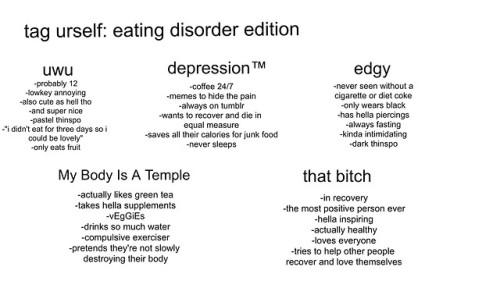 tag urself: eating disorder edition
uwu
-probably 12
-lowkey annoying
-also cute as hell tho
-and super nice
-pastel thinspo
-"i didn't eat for three days so i
could be lovely"
-only eats fruit
depression™
-coffee 24/7
-memes to hide the pain
-always on tumblr
-wants to recover and die in
equal measure
-saves all their calories for junk food
-never sleeps
edgy
-never seen without a
cigarette or diet coke
-only wears black
-has hella piercings
-always fasting
-kinda intimidating
-dark thinspo
My Body Is A Temple
-actually likes green tea
-takes hella supplements
-vEgGiEs
-drinks so much water
-compulsive exerciser
-pretends they're not slowly
destroying their body
that bitch
-in recovery
-the most positive person ever
-hella inspiring
-actually healthy
-loves everyone
-tries to help other people
recover and love themselves